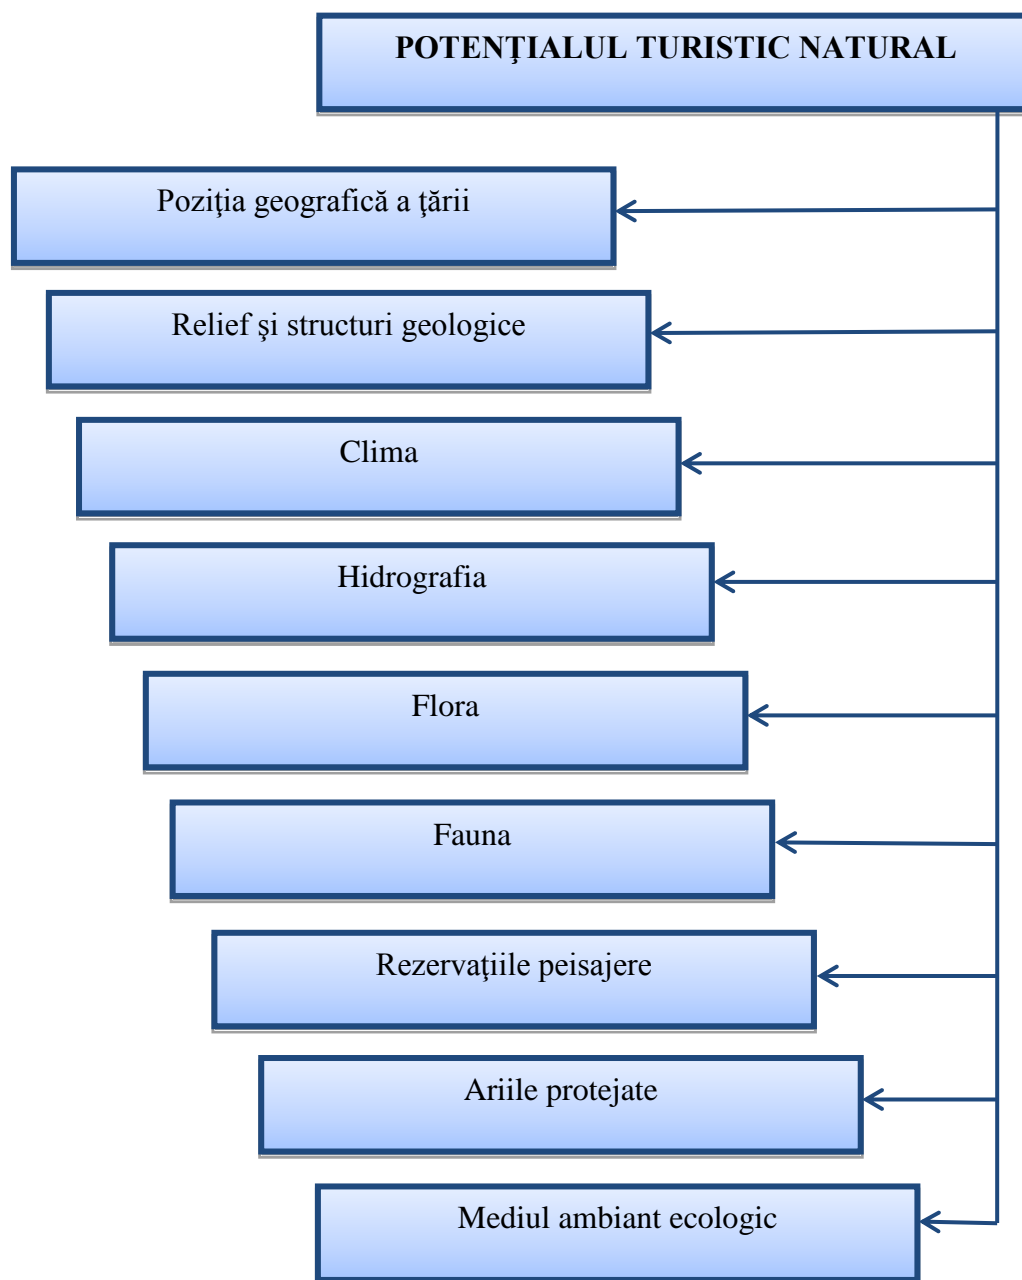 POTENŢIALUL TURISTIC NATURAL
Poziţia geografică a ţării
Relief şi structuri geologice
Clima
Hidrografia
Flora
Fauna
Rezervaţiile peisajere
Ariile protejate
Mediul ambiant ecologic